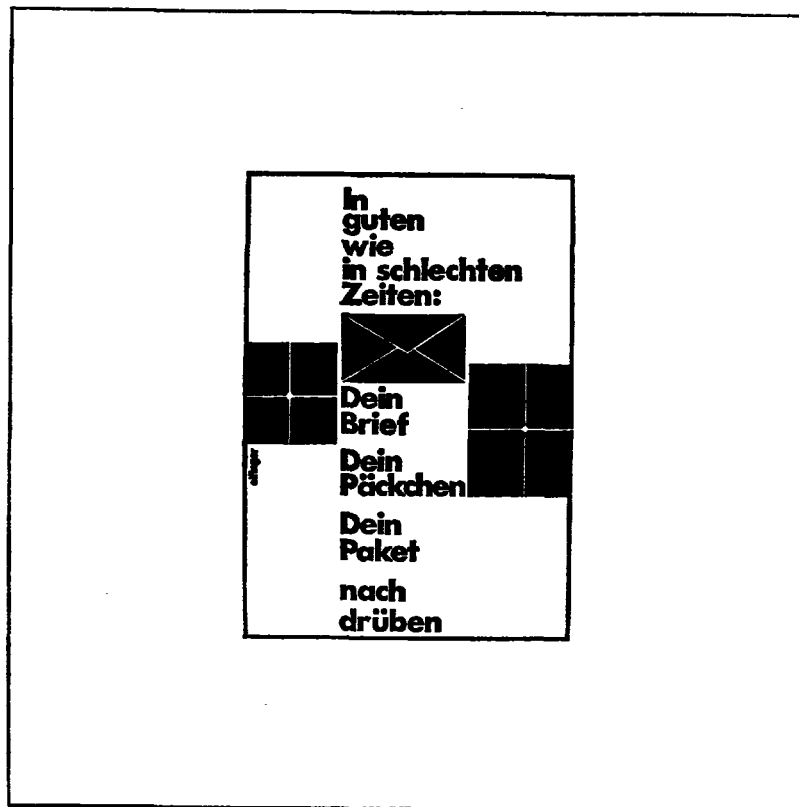 In
guten
wie
in schlechten
Zeiten:
Dein
Brief
Dein
Päckchen
Dein
Paket
nach
drüben